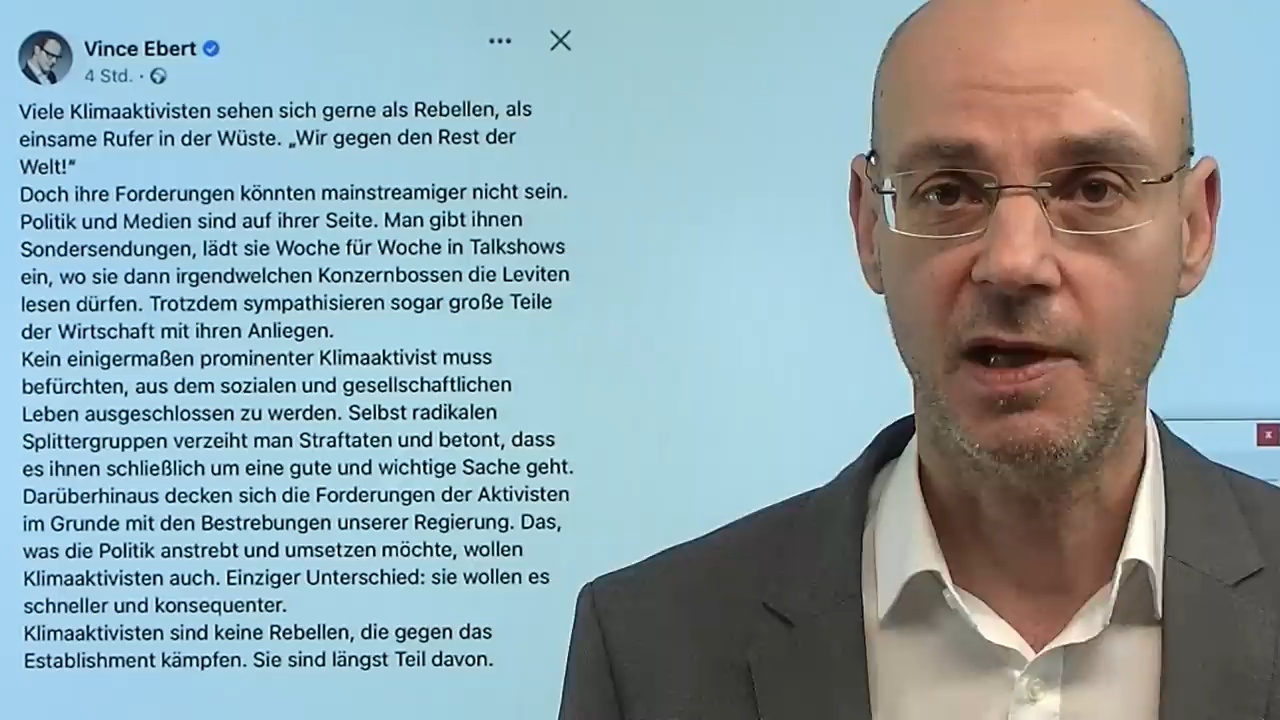 Vince Ebert
4 Std.
Viele Klimaaktivisten sehen sich gerne als Rebellen, als
einsame Rufer in der Wüste. „Wir gegen den Rest der
Welt!“
Doch ihre Forderungen könnten mainstreamiger nicht sein.
Politik und Medien sind auf ihrer Seite. Man gibt ihnen
Sondersendungen, lädt sie Woche für Woche in Talkshows
ein, wo sie dann irgendwelchen Konzernbossen die Leviten
lesen dürfen. Trotzdem sympathisieren sogar große Teile
der Wirtschaft mit ihren Anliegen.
Kein einigermaßen prominenter Klimaaktivist muss
befürchten, aus dem sozialen und gesellschaftlichen
Leben ausgeschlossen zu werden. Selbst radikalen
Splittergruppen verzeiht man Straftaten und betont, dass
es ihnen schließlich um eine gute und wichtige Sache geht.
Darüberhinaus decken sich die Forderungen der Aktivisten
im Grunde mit den Bestrebungen unserer Regierung. Das,
was die Politik anstrebt und umsetzen möchte, wollen
Klimaaktivisten auch. Einziger Unterschied: sie wollen es
schneller und konsequenter.
Klimaaktivisten sind keine Rebellen, die gegen das
Establishment kämpfen. Sie sind längst Teil davon.